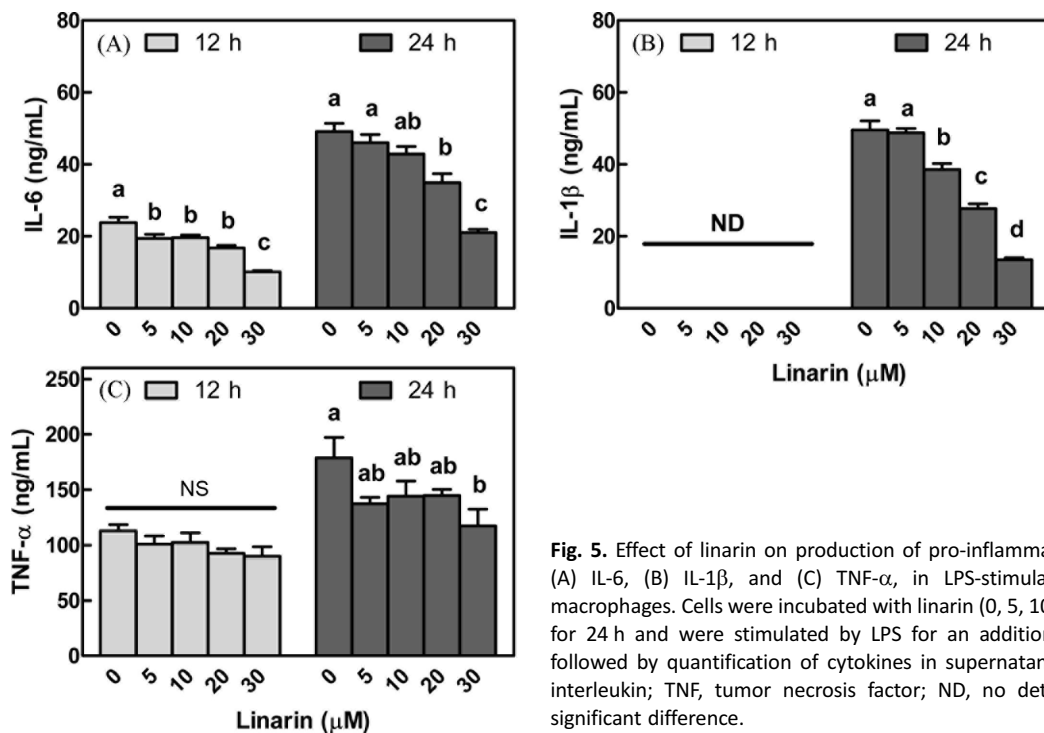 (A) 12 h 24 h
80
60
40
20
0
IL-6 (ng/mL)
a b b b c
a a ab b c
0 5 10 20 30 0 5 10 20 30
(B) 12 h 24 h
80
60
40
20
0
IL-1β (ng/mL)
ND
a a b c d
0 5 10 20 30 0 5 10 20 30
Linarin (μM)
(C) 12 h 24 h
250
200
150
100
50
0
TNF-α (ng/mL)
NS
a ab ab ab b
0 5 10 20 30 0 5 10 20 30
Linarin (μM)
Fig. 5. Effect of linarin on production of pro-inflamma
(A) IL-6, (B) IL-1β, and (C) TNF-α, in LPS-stimula
macrophages. Cells were incubated with linarin (0, 5, 10
for 24 h and were stimulated by LPS for an addition
followed by quantification of cytokines in supernatan
interleukin; TNF, tumor necrosis factor; ND, no det
significant difference.